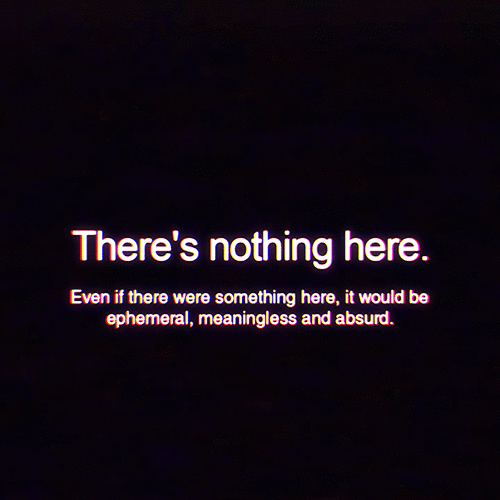 There's nothing here.
Even if there were something here, it would be
ephemeral, meaningless and absurd.